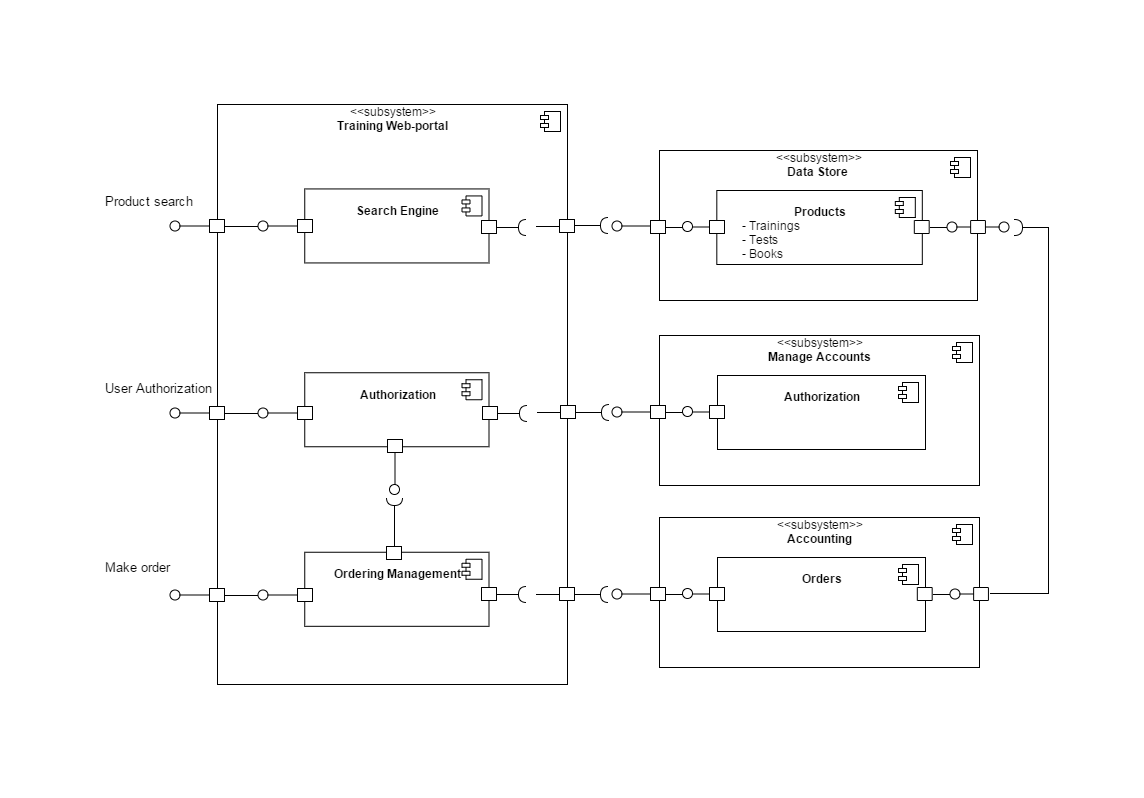 <<subsystem>>
Training Web-portal
Product search
Search Engine
User Authorization
Authorization
Make order
Ordering Management
<<subsystem>>
Data Store
Products
- Trainings
- Tests
- Books
<<subsystem>>
Manage Accounts
Authorization
<<subsystem>>
Accounting
Orders